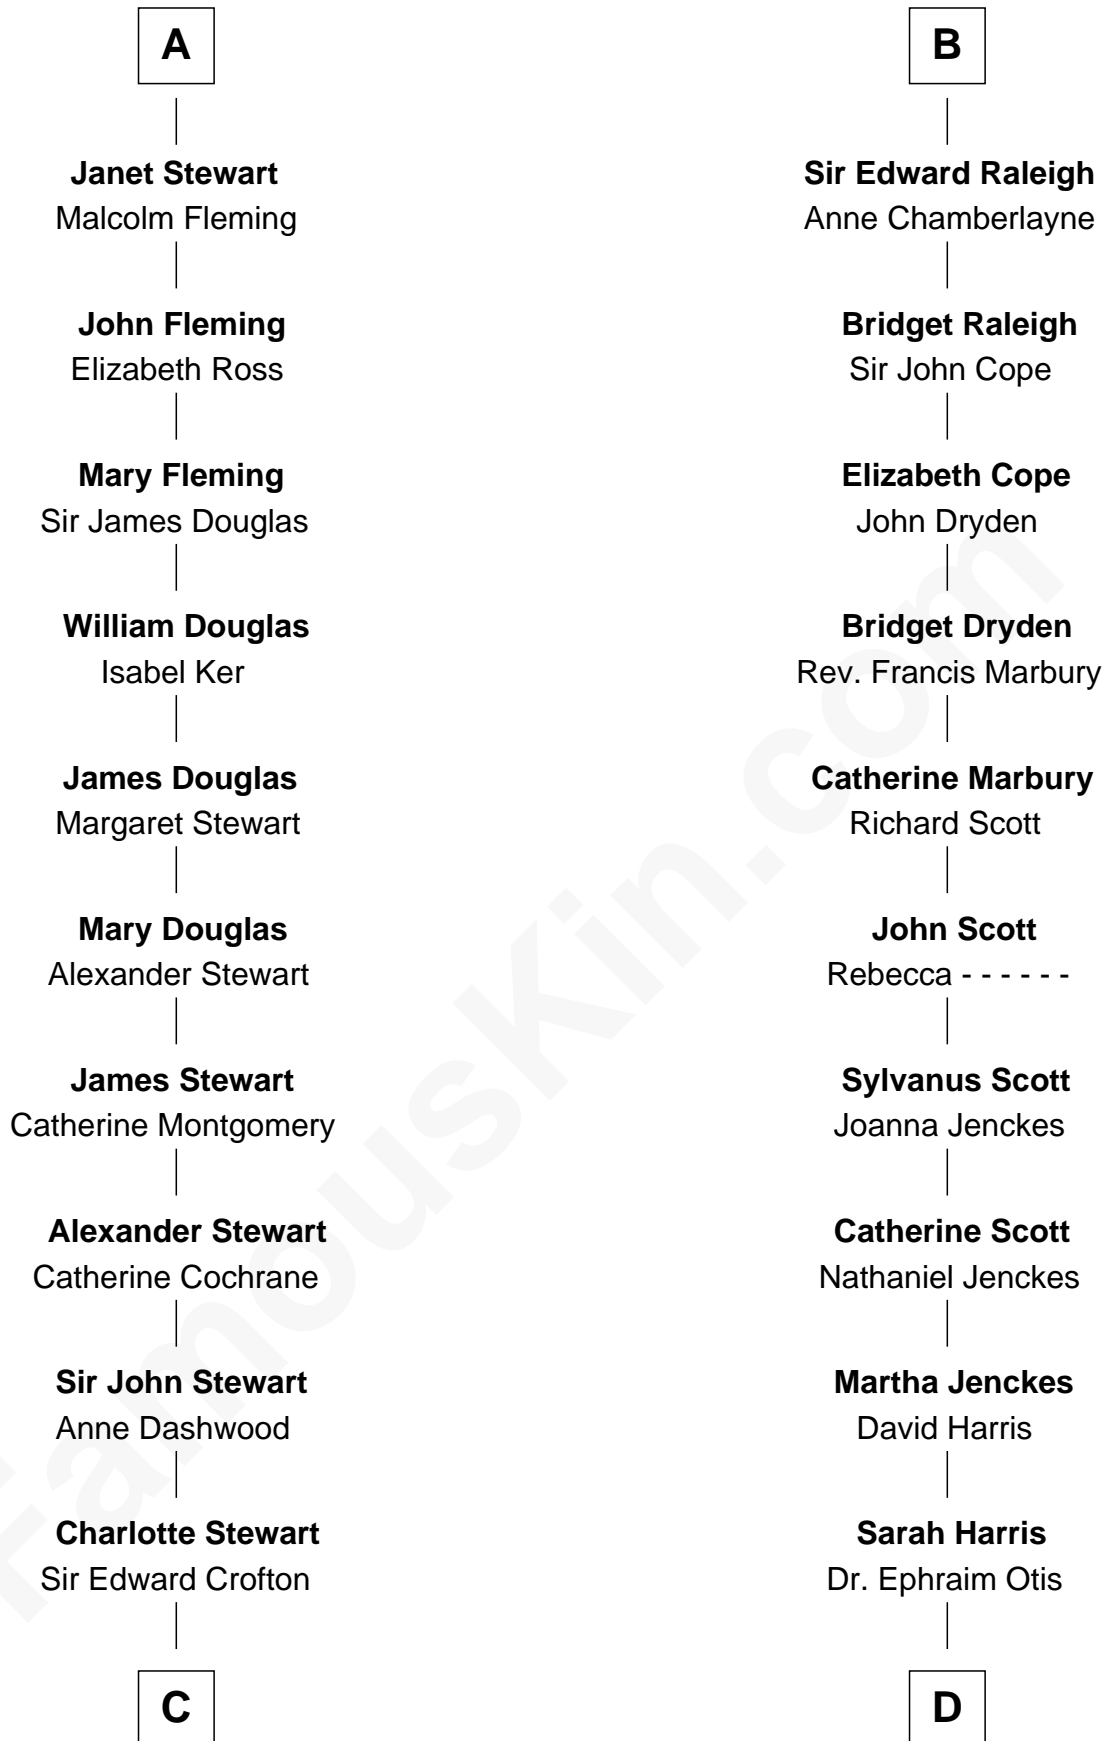 A
Janet Stewart
Malcolm Fleming
John Fleming
Elizabeth Ross
Mary Fleming
Sir James Douglas
William Douglas
Isabel Ker
James Douglas
Margaret Stewart
Mary Douglas
Alexander Stewart
James Stewart
Catherine Montgomery
Alexander Stewart
Catherine Cochrane
Sir John Stewart
Anne Dashwood
Charlotte Stewart
Sir Edward Crofton
C
B
Sir Edward Raleigh
Anne Chamberlayne
Bridget Raleigh
Sir John Cope
Elizabeth Cope
John Dryden
Bridget Dryden
Rev. Francis Marbury
Catherine Marbury
Richard Scott
John Scott
Rebecca - - - - - -
Sylvanus Scott
Joanna Jenckes
Catherine Scott
Nathaniel Jenckes
Martha Jenckes
David Harris
Sarah Harris
Dr. Ephraim Otis
D
FamousKin.com